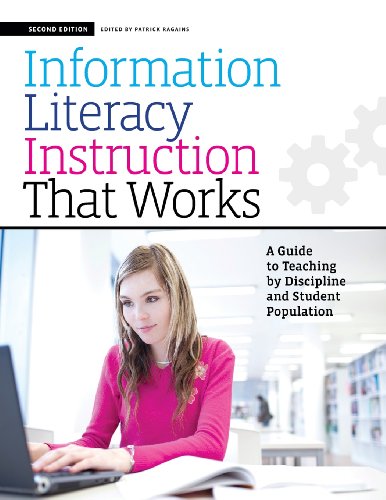 SECOND EDITION EDITED BY PATRICK RAGAINS
Information
Literacy
Instruction
That Works
A Guide
to Teaching
by Discipline
and Student
Population